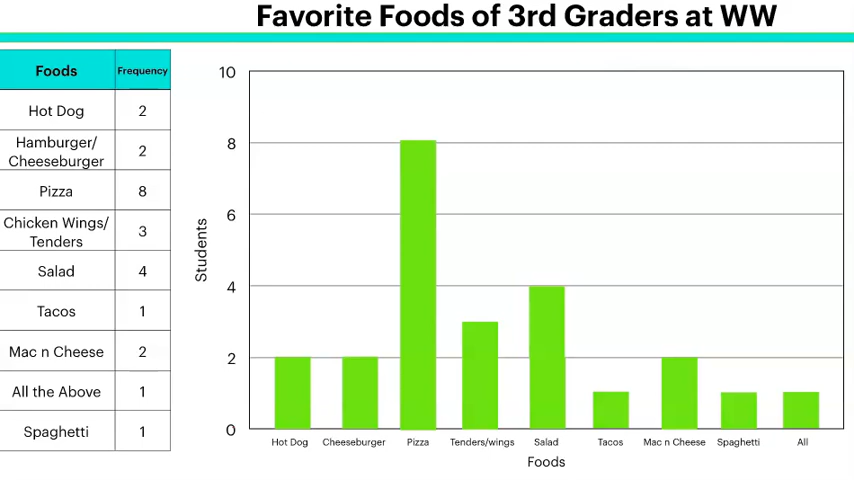 Favorite Foods of 3rd Graders at WW
Foods Frequency
Hot Dog 2
Hamburger/
Cheeseburger 2
Pizza 8
Chicken Wings/
Tenders 3
Salad 4
Tacos 1
Mac n Cheese 2
All the Above 1
Spaghetti 1
10
8
6
4
2
0
Students
Hot Dog Cheeseburger Pizza Tenders/wings Salad Tacos Mac n Cheese Spaghetti All
Foods